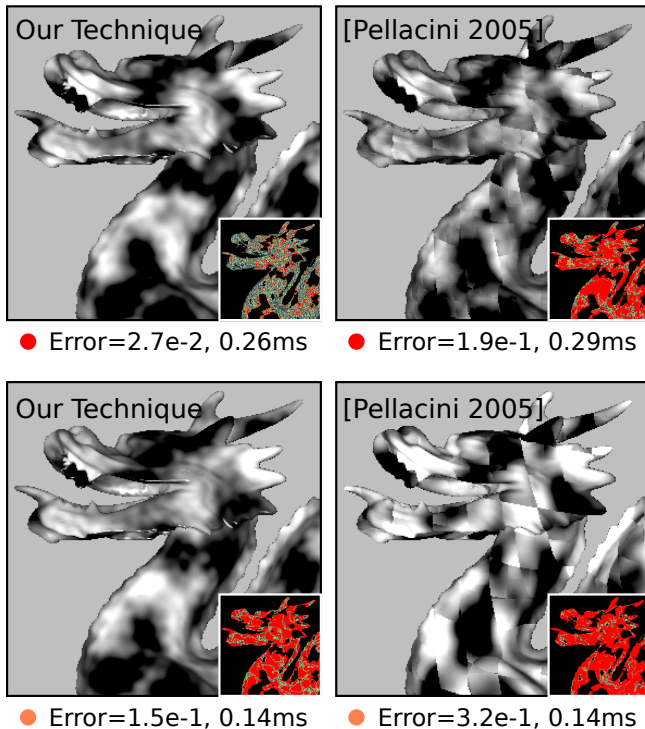 Our Technique
[Pellacini 2005]
Error=2.7e-2, 0.26ms
Error=1.9e-1, 0.29ms
Our Technique
[Pellacini 2005]
Error=1.5e-1, 0.14ms
Error=3.2e-1, 0.14ms